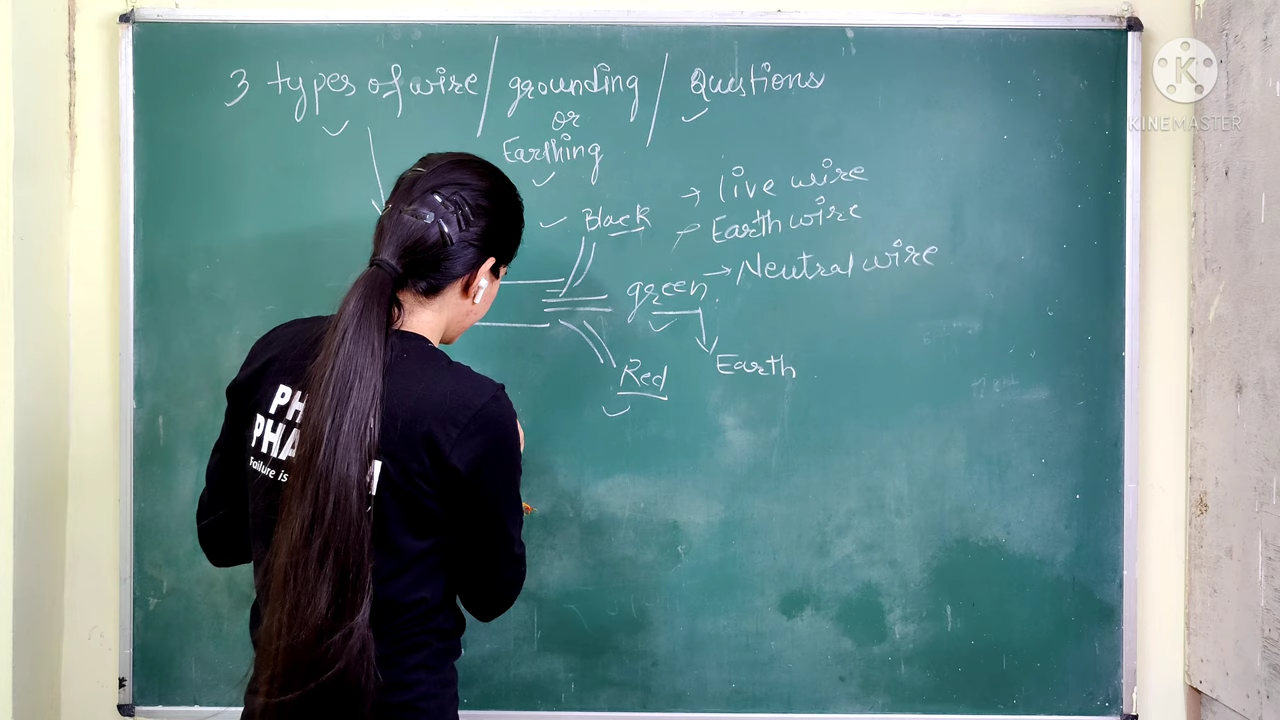 3 types of wire / grounding / Questions
or
Earthing
→ live wire
Black
→ Earth wire
→ Neutral wire
green
Earth
Red
PH
PHA
Failure is
K
KINEMASTER